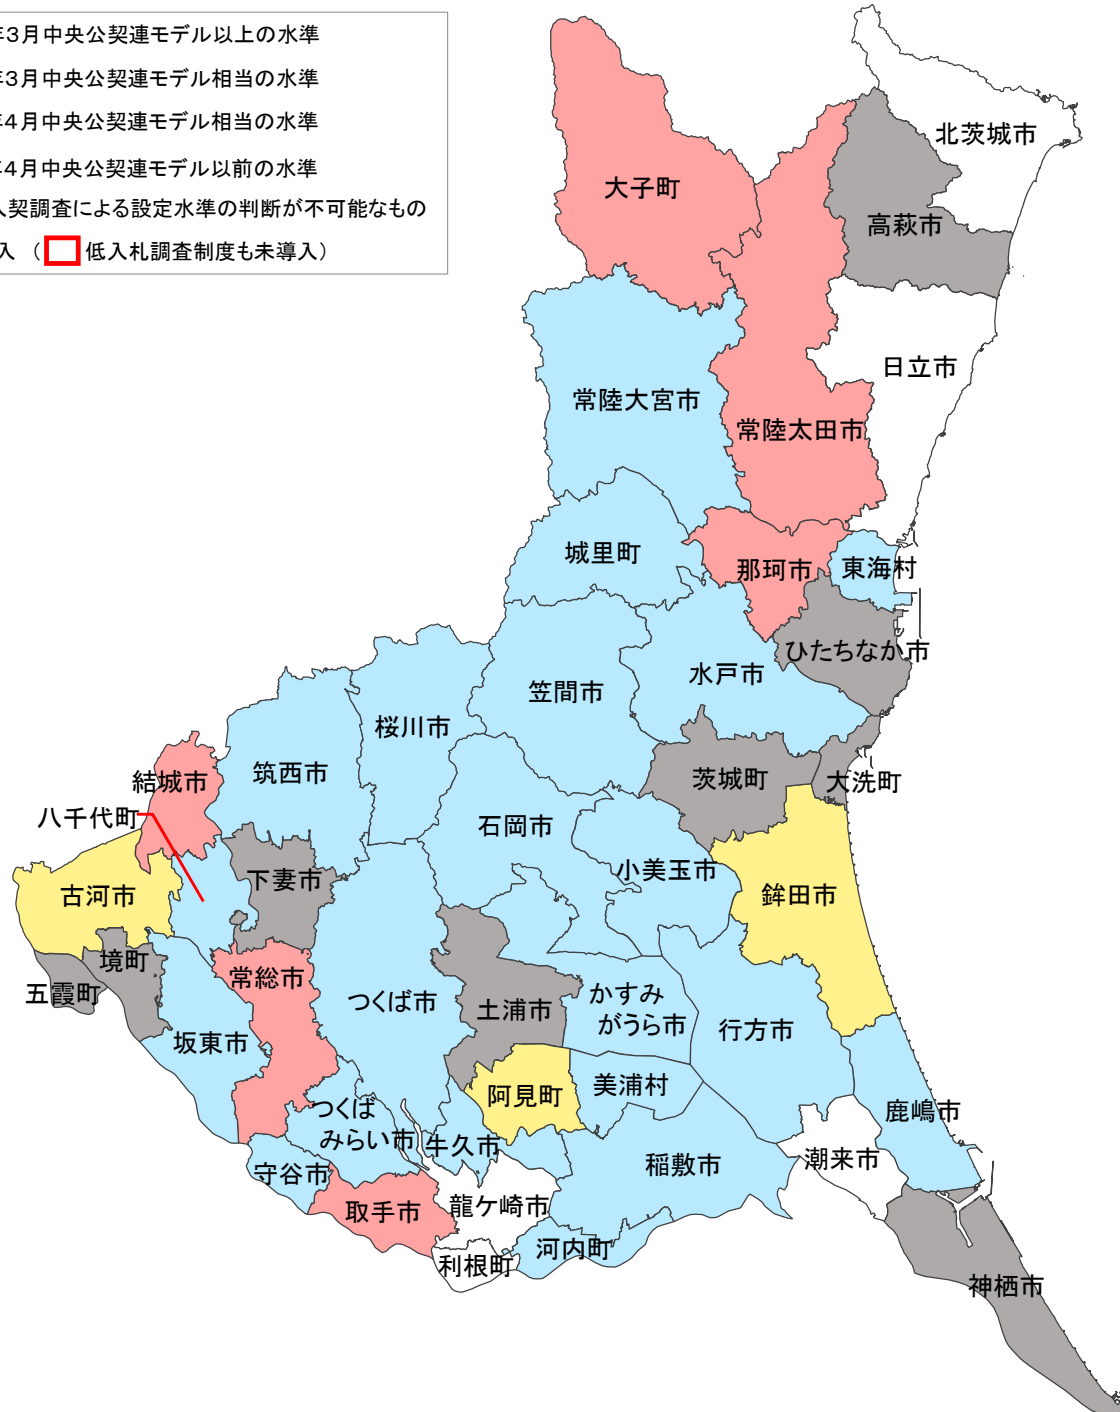 年3月中央公契連モデル以上の水準
年3月中央公契連モデル相当の水準
年4月中央公契連モデル相当の水準
年4月中央公契連モデル以前の水準
入契調査による設定水準の判断が不可能なもの
入 （ 低入札調査制度も未導入）
北茨城市
大子町
高萩市
日立市
常陸大宮市
常陸太田市
城里町
那珂市
東海村
ひたちなか市
水戸市
笠間市
桜川市
筑西市
結城市
茨城町
大洗町
八千代町
石岡市
小美玉市
下妻市
古河市
鉾田市
境町
五霞町
常総市
つくば市
土浦市
かすみ
がうら市
行方市
坂東市
阿見町
美浦村
つくば
みらい市
牛久市
鹿嶋市
守谷市
稲敷市
潮来市
取手市
龍ケ崎市
河内町
利根町
神栖市